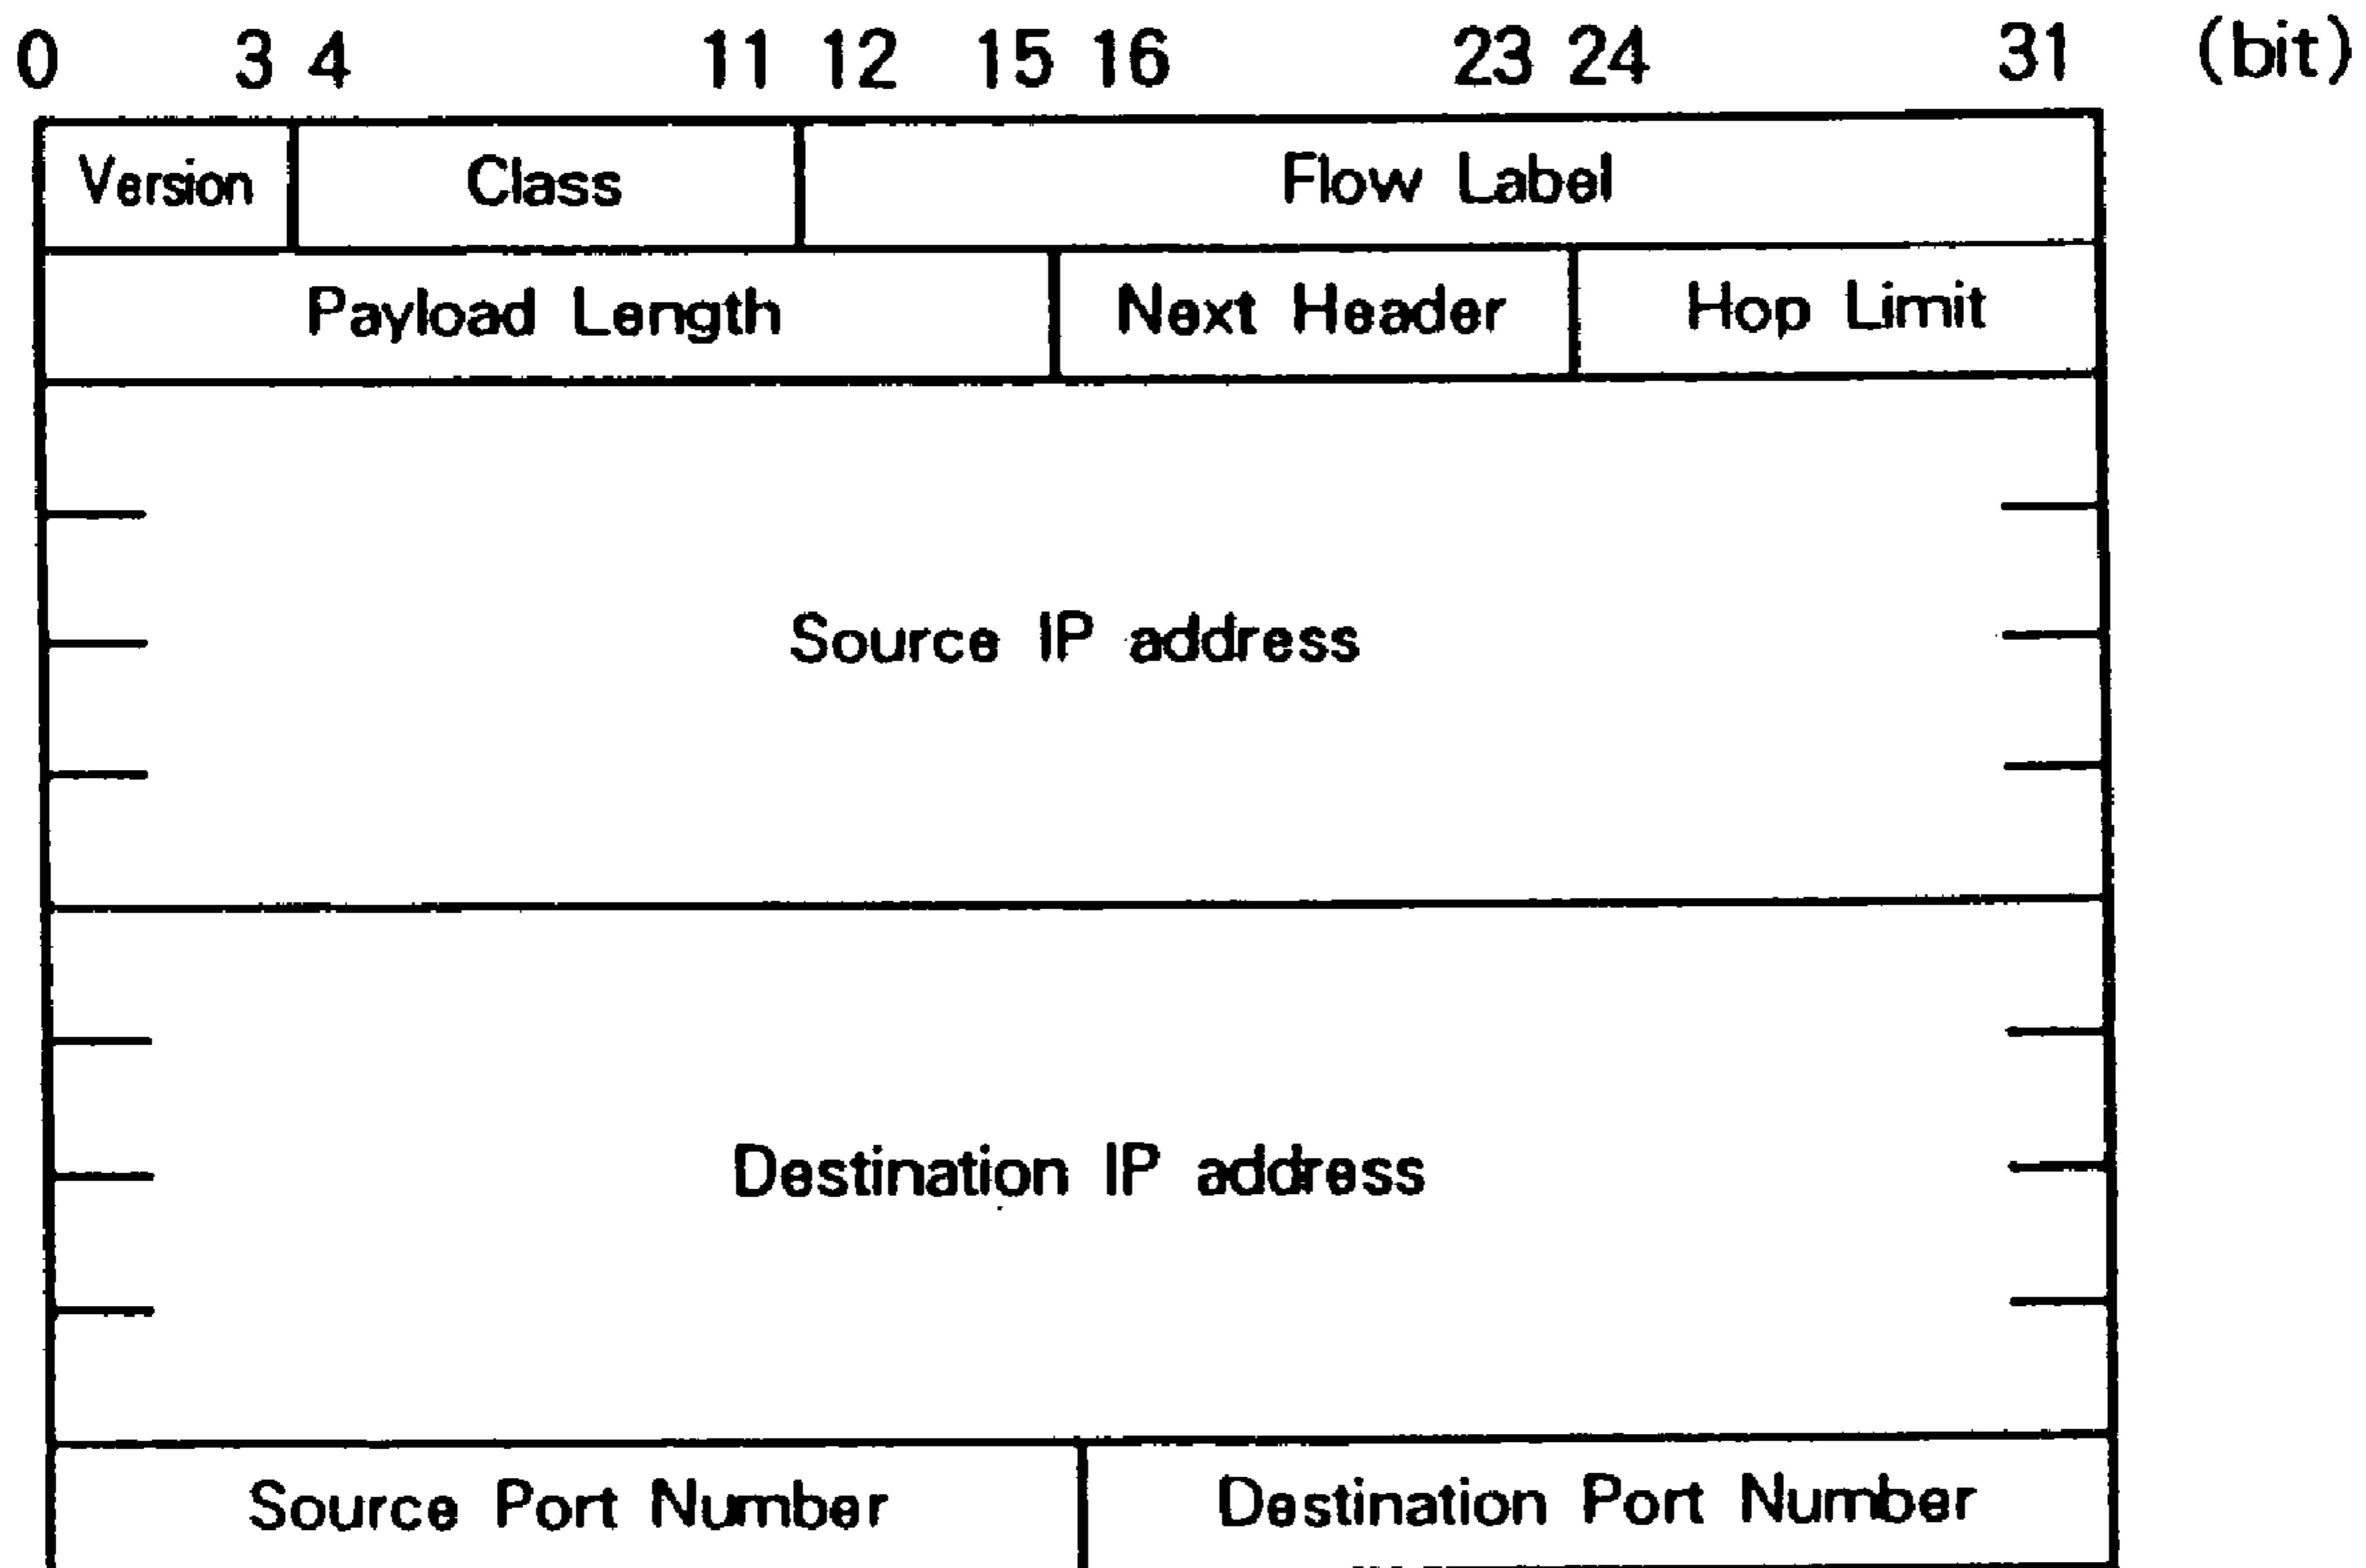 0 3 4 11 12 15 16 23 24 31 (bit)
Version Class Flow Label
Payload Length Next Header Hop Limit
Source IP address
Destination IP address
Source Port Number Destination Port Number